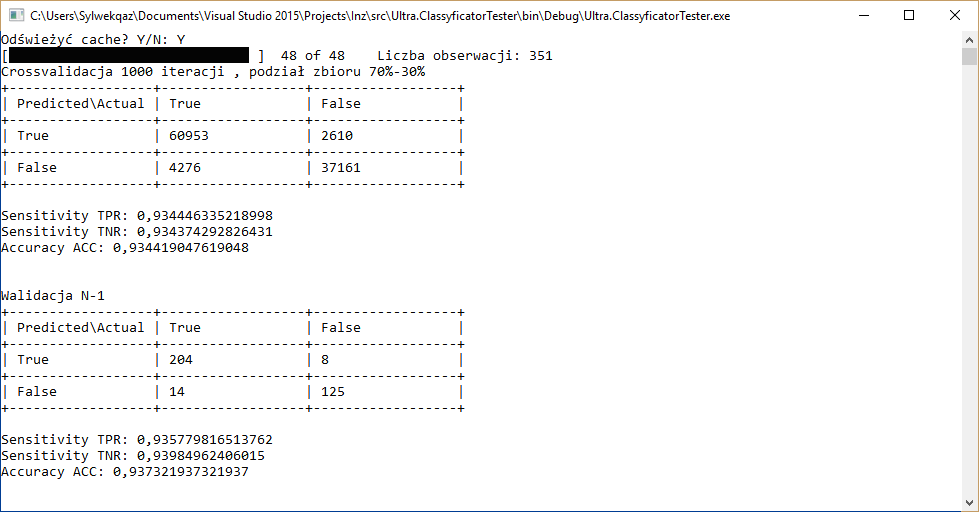 C:\Users\Sylwekqaz\Documents\Visual Studio 2015\Projects\Inz\src\Ultra.ClassyficatorTester\bin\Debug\Ultra.ClassyficatorTester.exe
Odświeżyć cache? Y/N: Y
[ ] 48 of 48 Liczba obserwacji: 351
Crossvalidacja 1000 iteracji , podział zbioru 70%-30%
+------------------+------------------+------------------+
| Predicted\Actual | True | False |
+------------------+------------------+------------------+
| True | 60953 | 2610 |
+------------------+------------------+------------------+
| False | 4276 | 37161 |
+------------------+------------------+------------------+
Sensitivity TPR: 0,934446335218998
Sensitivity TNR: 0,934374292826431
Accuracy ACC: 0,934419047619048
Walidacja N-1
+------------------+------------------+------------------+
| Predicted\Actual | True | False |
+------------------+------------------+------------------+
| True | 204 | 8 |
+------------------+------------------+------------------+
| False | 14 | 125 |
+------------------+------------------+------------------+
Sensitivity TPR: 0,935779816513762
Sensitivity TNR: 0,93984962406015
Accuracy ACC: 0,937321937321937